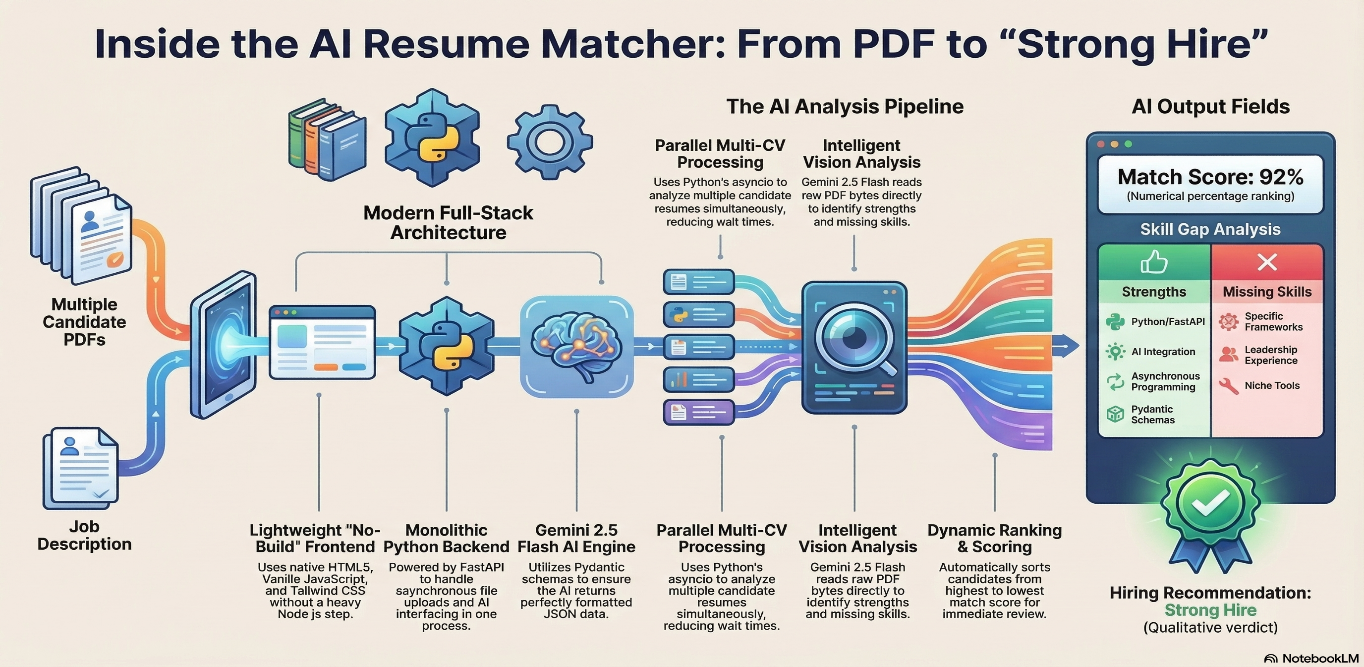 Inside the AI Resume Matcher: From PDF to “Strong Hire”
Multiple
Candidate
PDFs
Job
Description
Modern Full-Stack
Architecture
Lightweight "No-
Build" Frontend
Uses native HTML5,
Vanille JavaScript,
and Tallwind CSS
without a heavy
Node js step.
Monolithic
Python Backend
Powered by FastAPI
to handle
saynchronous file
uploads and AI
interfacing in one
process.
Gemini 2.5
Flash AI Engine
Utilizes Pydantic
schemas to ensure
the AI returns
perfectly formatted
JSON data.
The AI Analysis Pipeline
Parallel Multi-CV
Processing
Uses Python's asyncio to
analyze multiple candidate
resumes simultaneously,
reducing wait times.
Intelligent
Vision Analysis
Gemini 2.5 Flash reads
rew PDF bytes directly
to identify strengths
and missing skills.
Parallel Multi-CV
Processing
Uses Python's
asyncio to analyze
multiple candidate
resumes
simultaneously,
reducing wait times.
Intelligent
Vision Analysis
Gemini 2.5 Flash
reads raw PDF
bytes directly to
identify strengths
and missing skills.
Dynamic Ranking
& Scoring
Automatically sorts
candidates from
highest to lowest
match score for
immediate review.
AI Output Fields
Match Score: 92%
(Numerical percentage ranking)
Skill Gap Analysis
Strengths
Python/FastAPI
AI Integration
Asynchronous
Programming
Pydantic
Schemas
Missing Skills
Specific
Frameworks
Leadership
Experience
Niche Tools
Hiring Recommendation:
Strong Hire
(Qualitative verdict)
NotebookLM